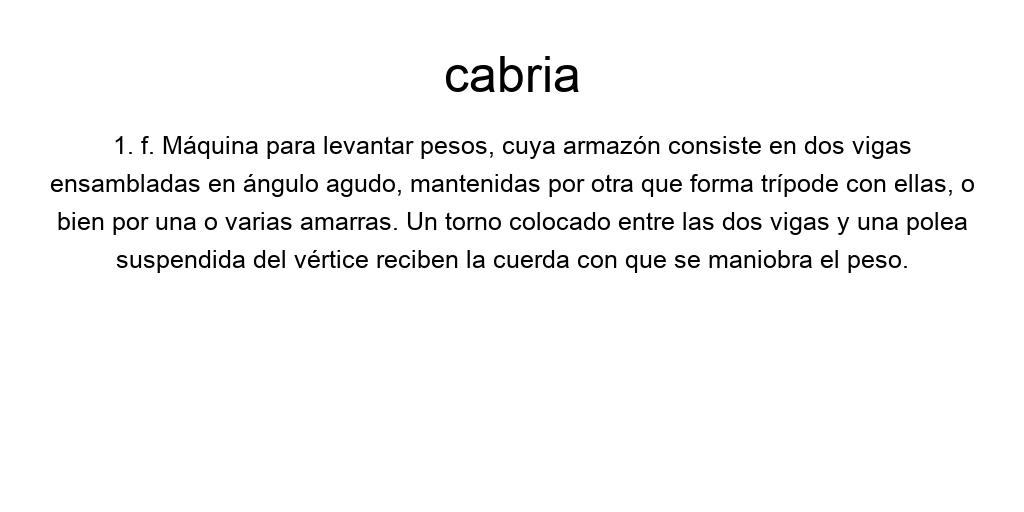 cabria
1. f. Máquina para levantar pesos, cuya armazón consiste en dos vigas
ensambladas en ángulo agudo, mantenidas por otra que forma trípode con ellas, o
bien por una o varias amarras. Un torno colocado entre las dos vigas y una polea
suspendida del vértice reciben la cuerda con que se maniobra el peso.